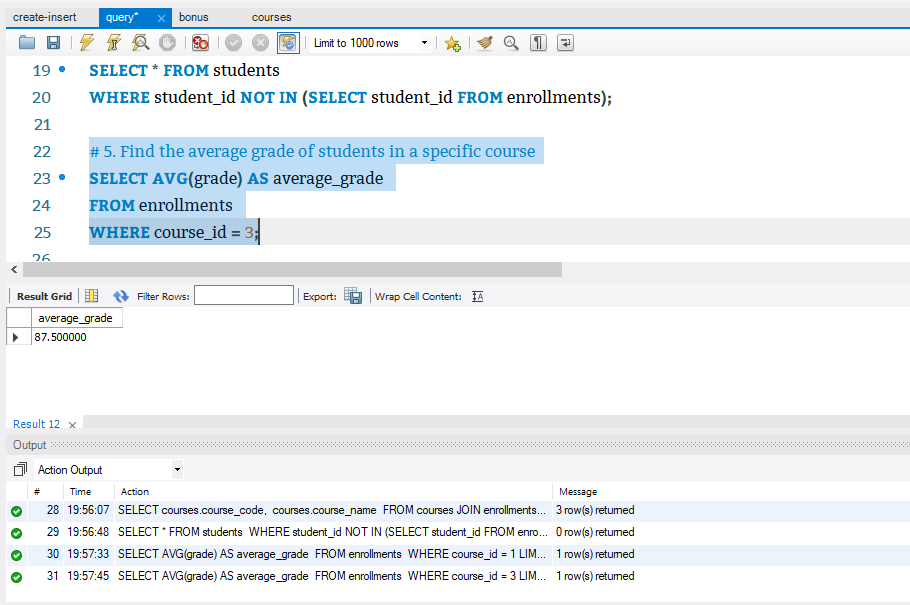 create-insert query* bonus courses
Limit to 1000 rows
19 SELECT * FROM students
20 WHERE student_id NOT IN (SELECT student_id FROM enrollments);
21
22 # 5. Find the average grade of students in a specific course
23 SELECT AVG(grade) AS average_grade
24 FROM enrollments
25 WHERE course_id = 3;
26
Result Grid Filter Rows: Export: Wrap Cell Content: IA
average_grade
87.500000
Result 12
Output
Action Output
# Time Action Message
28 19:56:07 SELECT courses.course_code, courses.course_name FROM courses JOIN enrollments... 3 row(s) returned
29 19:56:48 SELECT * FROM students WHERE student_id NOT IN (SELECT student_id FROM enro... 0 row(s) returned
30 19:57:33 SELECT AVG(grade) AS average_grade FROM enrollments WHERE course_id = 1 LIM... 1 row(s) returned
31 19:57:45 SELECT AVG(grade) AS average_grade FROM enrollments WHERE course_id = 3 LIM... 1 row(s) returned